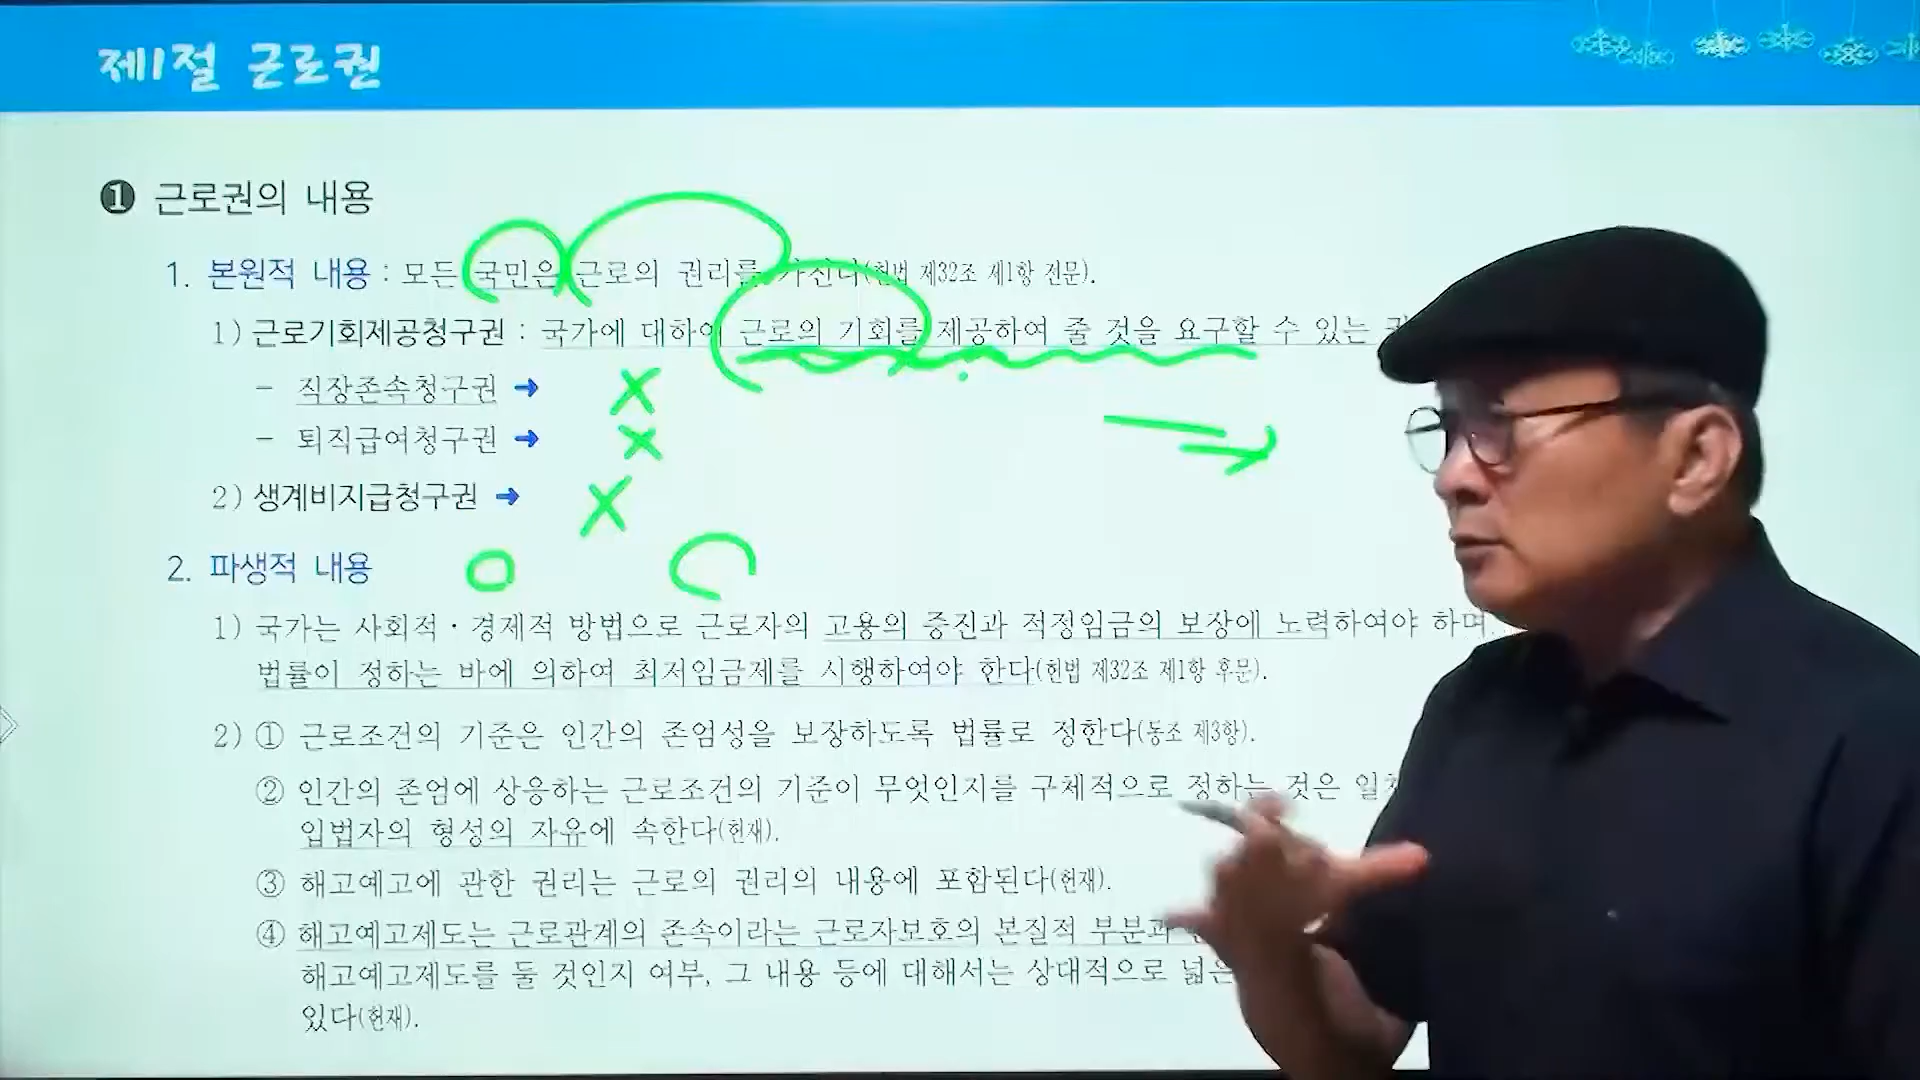 제1절 근로권
❶ 근로권의 내용
1. 본원적 내용 : 모든 국민은 근로의 권리를 가진다(헌법 제32조 제1항 전문).
1) 근로기회제공청구권 : 국가에 대하여 근로의 기회를 제공하여 줄 것을 요구할 수 있는
- 직장존속청구권 ➜ X
- 퇴직급여청구권 ➜ X
2) 생계비지급청구권 ➜ X
2. 파생적 내용
1) 국가는 사회적·경제적 방법으로 근로자의 고용의 증진과 적정임금의 보장에 노력하여야 하며,
법률이 정하는 바에 의하여 최저임금제를 시행하여야 한다(헌법 제32조 제1항 후문).
2) ① 근로조건의 기준은 인간의 존엄성을 보장하도록 법률로 정한다(동조 제3항).
② 인간의 존엄에 상응하는 근로조건의 기준이 무엇인지를 구체적으로 정하는 것은
입법자의 형성의 자유에 속한다(헌재).
③ 해고예고에 관한 권리는 근로의 권리의 내용에 포함된다(헌재).
④ 해고예고제도는 근로관계의 존속이라는 근로자보호의 본질적 부분과
해고예고제도를 둘 것인지 여부, 그 내용 등에 대해서는 상대적으로 넓은
있다(헌재).